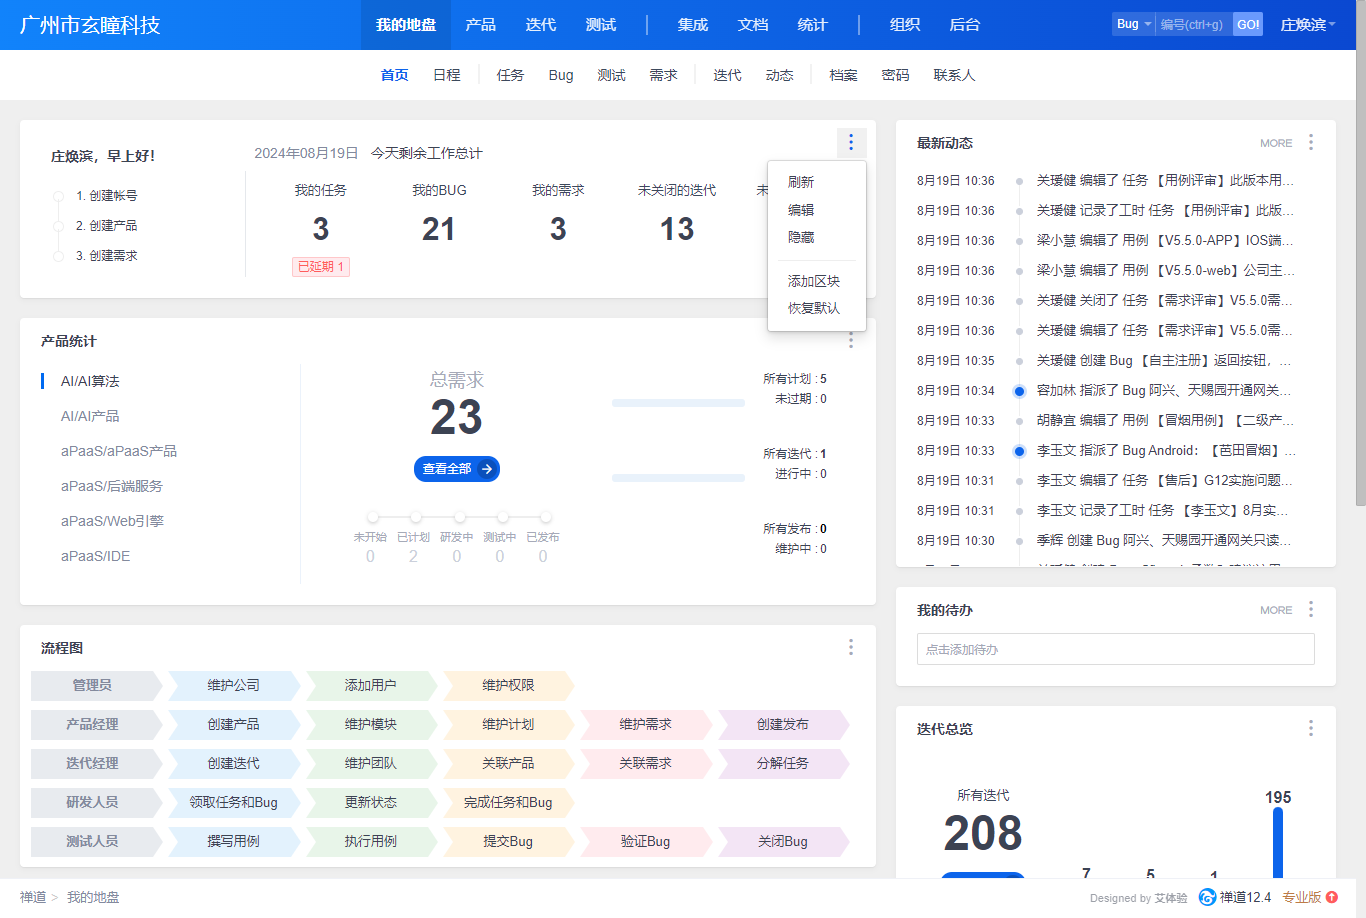 广州市玄瞳科技
我的地盘 产品 迭代 测试 集成 文档 统计 组织 后台
Bug 编号(ctrl+g) GO! 庄焕滨
首页 日程 任务 Bug 测试 需求 迭代 动态 档案 密码 联系人
庄焕滨，早上好！
1. 创建帐号
2. 创建产品
3. 创建需求
2024年08月19日 今天剩余工作总计
我的任务 我的BUG 我的需求 未关闭的迭代 未
3 21 3 13
已延期 1
刷新
编辑
隐藏
添加区块
恢复默认
产品统计
AI/AI算法
AI/AI产品
aPaaS/aPaaS产品
aPaaS/后端服务
aPaaS/Web引擎
aPaaS/IDE
总需求
23
查看全部
未开始 已计划 研发中 测试中 已发布
0 2 0 0 0
所有计划 : 5
未过期 : 0
所有迭代 : 1
进行中 : 0
所有发布 : 0
维护中 : 0
流程图
管理员 维护公司 添加用户 维护权限
产品经理 创建产品 维护模块 维护计划 维护需求 创建发布
迭代经理 创建迭代 维护团队 关联产品 关联需求 分解任务
研发人员 领取任务和Bug 更新状态 完成任务和Bug
测试人员 撰写用例 执行用例 提交Bug 验证Bug 关闭Bug
最新动态 MORE
8月19日 10:36 关瑷健 编辑了 任务 【用例评审】此版本用...
8月19日 10:36 关瑷健 记录了工时 任务 【用例评审】此版...
8月19日 10:36 梁小慧 编辑了 用例 【V5.5.0-APP】IOS端...
8月19日 10:36 梁小慧 编辑了 用例 【V5.5.0-web】公司主...
8月19日 10:36 关瑷健 关闭了 任务 【需求评审】V5.5.0需...
8月19日 10:36 关瑷健 编辑了 任务 【需求评审】V5.5.0需...
8月19日 10:35 关瑷健 创建 Bug 【自主注册】返回按钮，...
8月19日 10:34 容加林 指派了 Bug 阿兴、天赐园开通网关...
8月19日 10:33 胡静宜 编辑了 用例 【冒烟用例】【二级产...
8月19日 10:33 李玉文 指派了 Bug Android：【芭田冒烟】...
8月19日 10:31 李玉文 编辑了 任务 【售后】G12实施问题...
8月19日 10:31 李玉文 记录了工时 任务 【李玉文】8月实...
8月19日 10:30 季辉 创建 Bug 阿兴、天赐园开通网关只读...
我的待办 MORE
点击添加待办
迭代总览
所有迭代
208
7 5 1 195
禅道 > 我的地盘
Designed by 艾体验 禅道12.4 专业版